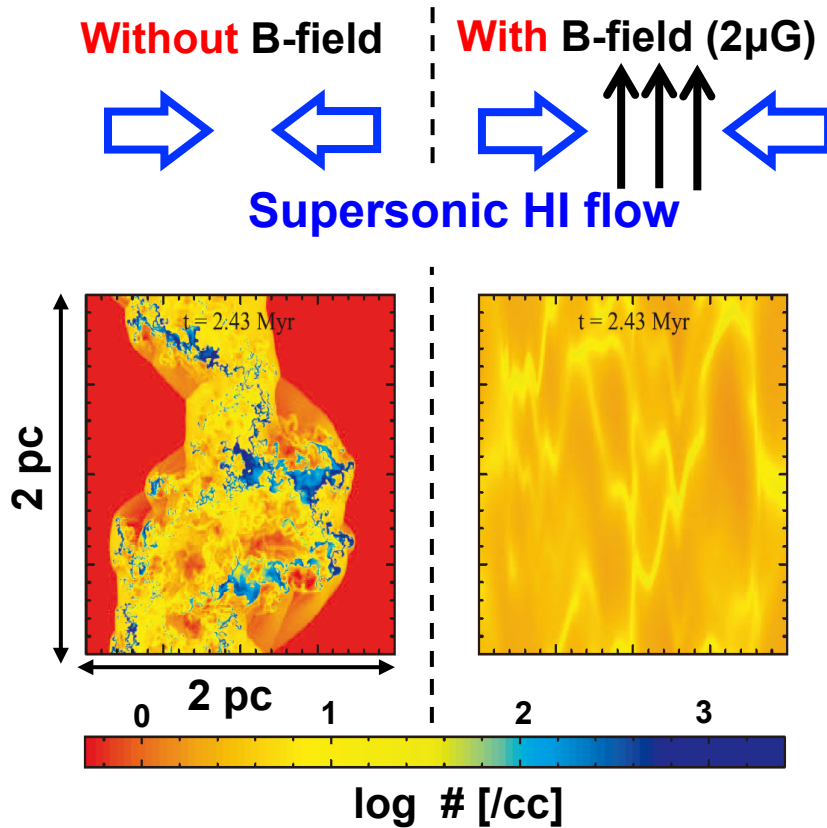 Without B-field
With B-field (2μG)
Supersonic HI flow
t = 2.43 Myr
t = 2.43 Myr
2 pc
2 pc
0 1 2 3
log # [/cc]